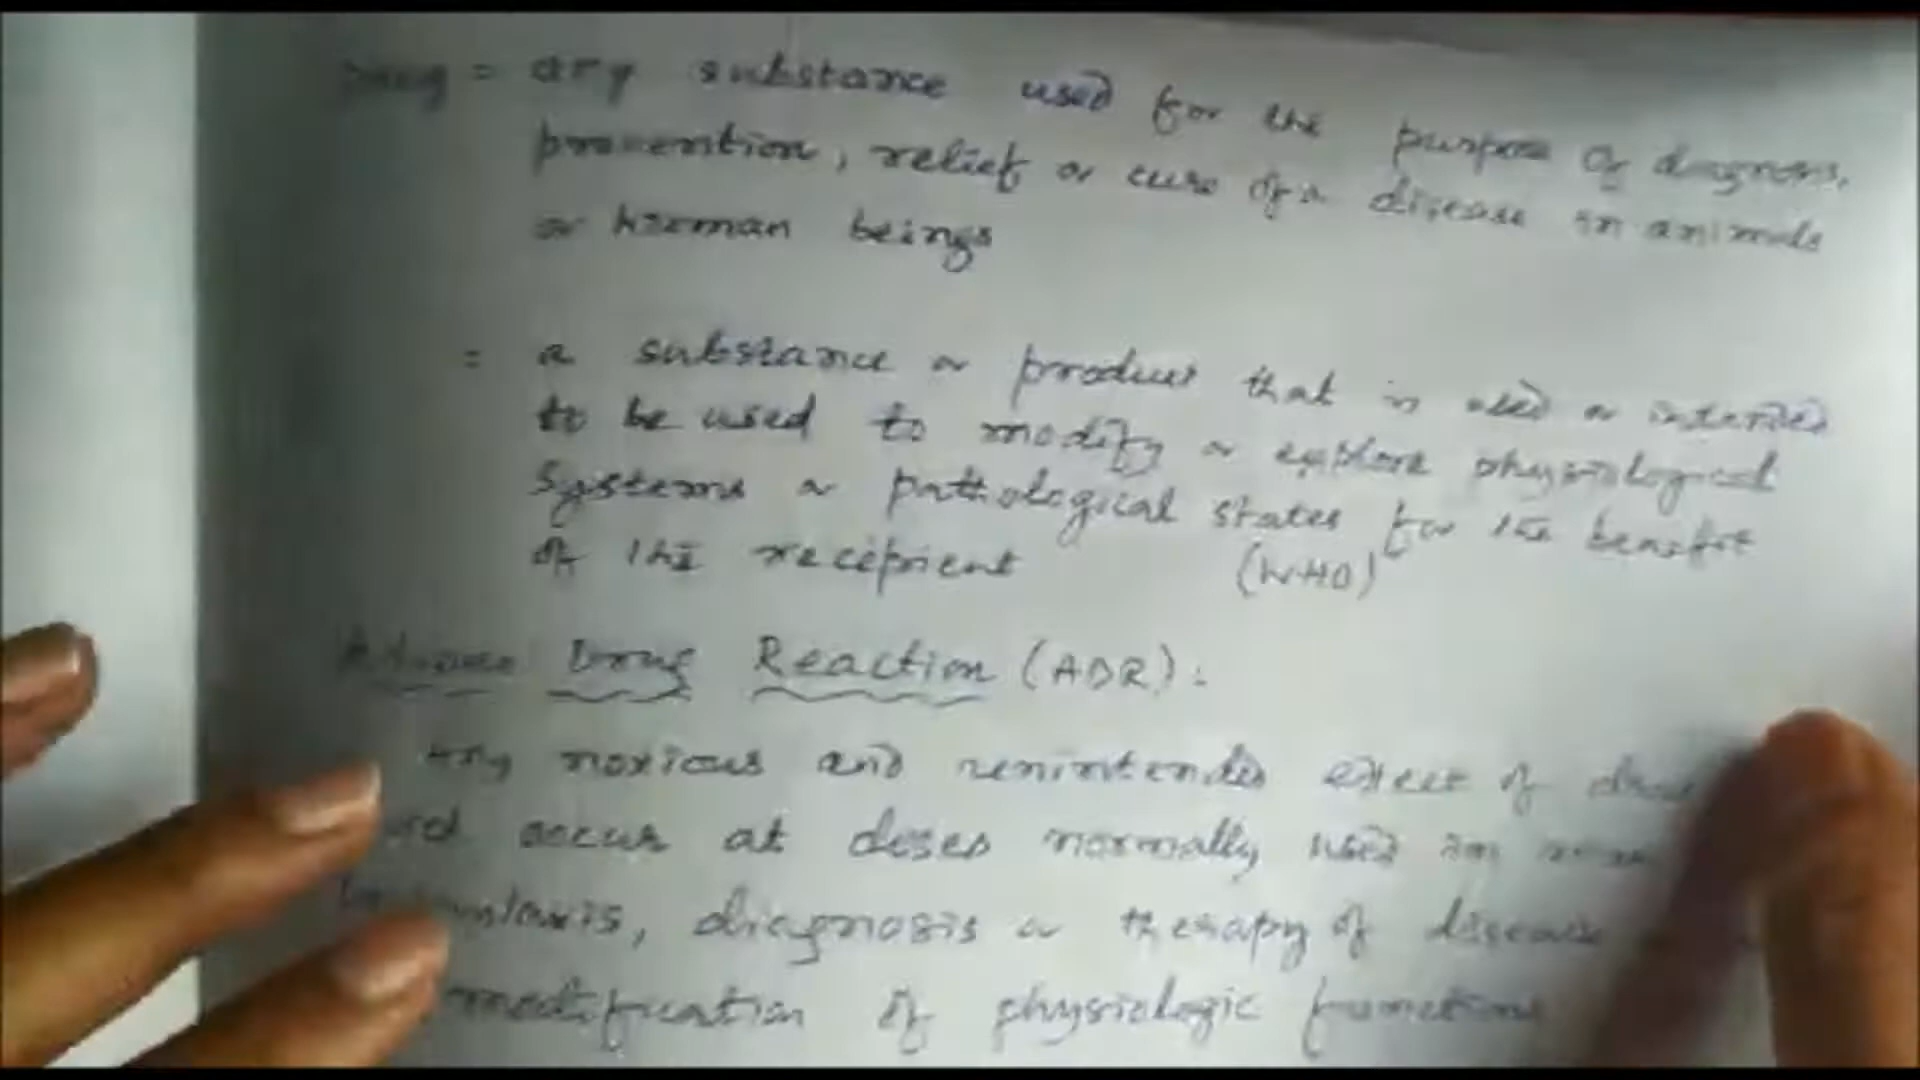 Drug = any substance used for the purpose of diagnosis,
prevention, relief or cure of a disease in animals
or human beings
= a substance or product that is used or intended
to be used to modify or explore physiological
systems or pathological states for the benefit
of the recipient (WHO)
Adverse Drug Reaction (ADR):
Any noxious and unintended effect of
occur at doses normally used in
diagnosis or therapy of disease
modification of physiologic functions